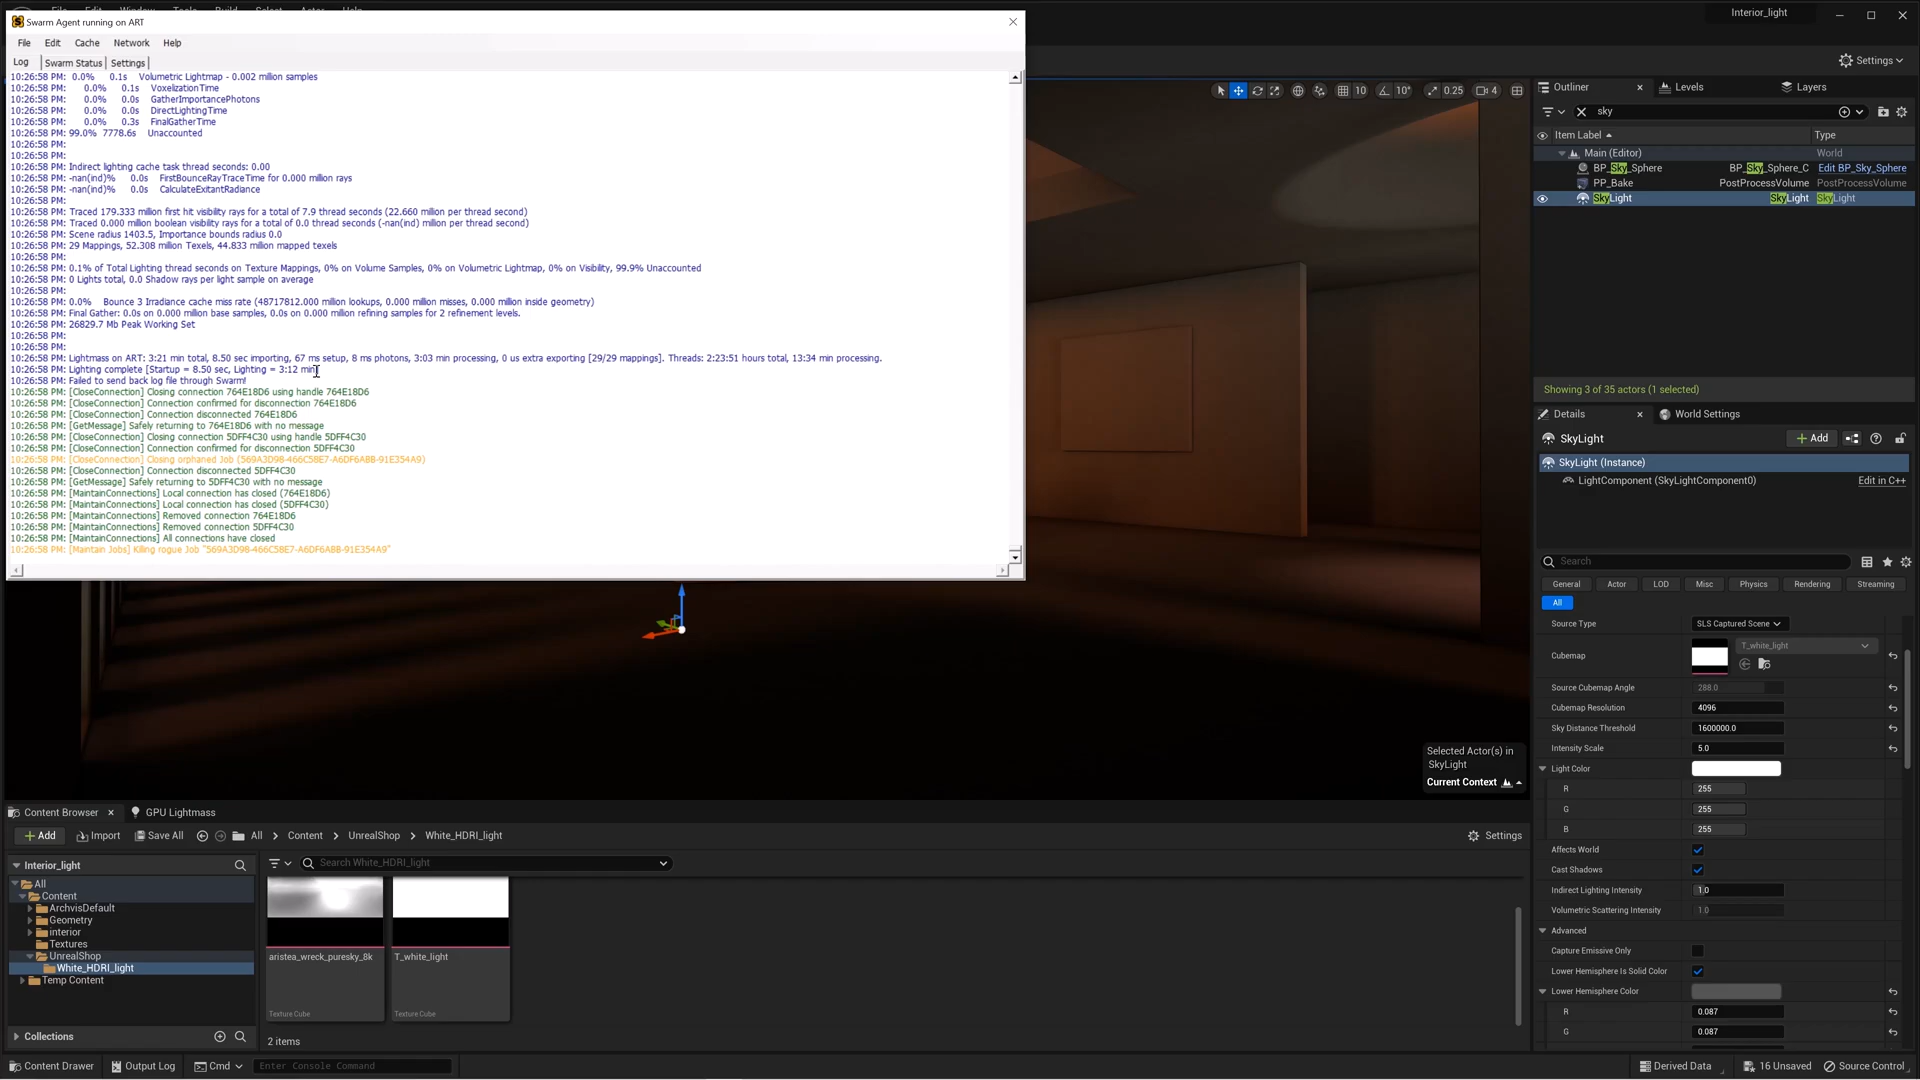 File Edit Window Tools Build Select Actor Help
Interior_light
Swarm Agent running on ART
File Edit Cache Network Help
Log Swarm Status Settings
10:26:58 PM: 0.0% 0.1s Volumetric Lightmap - 0.002 million samples
10:26:58 PM: 0.0% 0.1s VoxelizationTime
10:26:58 PM: 0.0% 0.0s GatherImportancePhotons
10:26:58 PM: 0.0% 0.0s DirectLightingTime
10:26:58 PM: 0.0% 0.3s FinalGatherTime
10:26:58 PM: 99.0% 7778.6s Unaccounted
10:26:58 PM:
10:26:58 PM:
10:26:58 PM: Indirect lighting cache task thread seconds: 0.00
10:26:58 PM: -nan(ind)% 0.0s FirstBounceRayTraceTime for 0.000 million rays
10:26:58 PM: -nan(ind)% 0.0s CalculateExitantRadiance
10:26:58 PM:
10:26:58 PM: Traced 179.333 million first hit visibility rays for a total of 7.9 thread seconds (22.660 million per thread second)
10:26:58 PM: Traced 0.000 million boolean visibility rays for a total of 0.0 thread seconds (-nan(ind) million per thread second)
10:26:58 PM: Scene radius 1403.5, Importance bounds radius 0.0
10:26:58 PM: 29 Mappings, 52.308 million Texels, 44.833 million mapped texels
10:26:58 PM:
10:26:58 PM: 0.1% of Total Lighting thread seconds on Texture Mappings, 0% on Volume Samples, 0% on Volumetric Lightmap, 0% on Visibility, 99.9% Unaccounted
10:26:58 PM: 0 Lights total, 0.0 Shadow rays per light sample on average
10:26:58 PM:
10:26:58 PM: 0.0% Bounce 3 Irradiance cache miss rate (48717812.000 million lookups, 0.000 million misses, 0.000 million inside geometry)
10:26:58 PM: Final Gather: 0.0s on 0.000 million base samples, 0.0s on 0.000 million refining samples for 2 refinement levels.
10:26:58 PM: 26829.7 Mb Peak Working Set
10:26:58 PM:
10:26:58 PM:
10:26:58 PM: Lightmass on ART: 3:21 min total, 8.50 sec importing, 67 ms setup, 8 ms photons, 3:03 min processing, 0 us extra exporting [29/29 mappings]. Threads: 2:23:51 hours total, 13:34 min processing.
10:26:58 PM: Lighting complete [Startup = 8.50 sec, Lighting = 3:12 min]
10:26:58 PM: Failed to send back log file through Swarm!
10:26:58 PM: [CloseConnection] Closing connection 764E18D6 using handle 764E18D6
10:26:58 PM: [CloseConnection] Connection confirmed for disconnection 764E18D6
10:26:58 PM: [CloseConnection] Connection disconnected 764E18D6
10:26:58 PM: [GetMessage] Safely returning to 764E18D6 with no message
10:26:58 PM: [CloseConnection] Closing connection 5DFF4C30 using handle 5DFF4C30
10:26:58 PM: [CloseConnection] Connection confirmed for disconnection 5DFF4C30
10:26:58 PM: [CloseConnection] Closing orphaned Job (569A3D98-466C58E7-A6DF6ABB-91E354A9)
10:26:58 PM: [CloseConnection] Connection disconnected 5DFF4C30
10:26:58 PM: [GetMessage] Safely returning to 5DFF4C30 with no message
10:26:58 PM: [MaintainConnections] Local connection has closed (764E18D6)
10:26:58 PM: [MaintainConnections] Local connection has closed (5DFF4C30)
10:26:58 PM: [MaintainConnections] Removed connection 764E18D6
10:26:58 PM: [MaintainConnections] Removed connection 5DFF4C30
10:26:58 PM: [MaintainConnections] All connections have closed
10:26:58 PM: [Maintain Jobs] Killing rogue Job "569A3D98-466C58E7-A6DF6ABB-91E354A9"
10 10° 0.25 4
Selected Actor(s) in
SkyLight
Current Context
Settings
Outliner Levels Layers
sky
Item Label Type
Main (Editor) World
BP_Sky_Sphere BP_Sky_Sphere_C Edit BP_Sky_Sphere
PP_Bake PostProcessVolume PostProcessVolume
SkyLight SkyLight SkyLight
Showing 3 of 35 actors (1 selected)
Details World Settings
SkyLight Add
SkyLight (Instance)
LightComponent (SkyLightComponent0) Edit in C++
Search
General Actor LOD Misc Physics Rendering Streaming
All
Source Type SLS Captured Scene
Cubemap T_white_light
Source Cubemap Angle 288.0
Cubemap Resolution 4096
Sky Distance Threshold 1600000.0
Intensity Scale 5.0
Light Color
R 255
G 255
B 255
Affects World
Cast Shadows
Indirect Lighting Intensity 1.0
Volumetric Scattering Intensity 1.0
Advanced
Capture Emissive Only
Lower Hemisphere Is Solid Color
Lower Hemisphere Color
R 0.087
G 0.087
Content Browser GPU Lightmass
Add Import Save All All Content UnrealShop White_HDRI_light Settings
Interior_light
All
Content
ArchvisDefault
Geometry
interior
Textures
UnrealShop
White_HDRI_light
Temp Content
Collections
Search White_HDRI_light
aristea_wreck_puresky_8k
Texture Cube
T_white_light
Texture Cube
2 items
Content Drawer Output Log Cmd Enter Console Command Derived Data 16 Unsaved Source Control